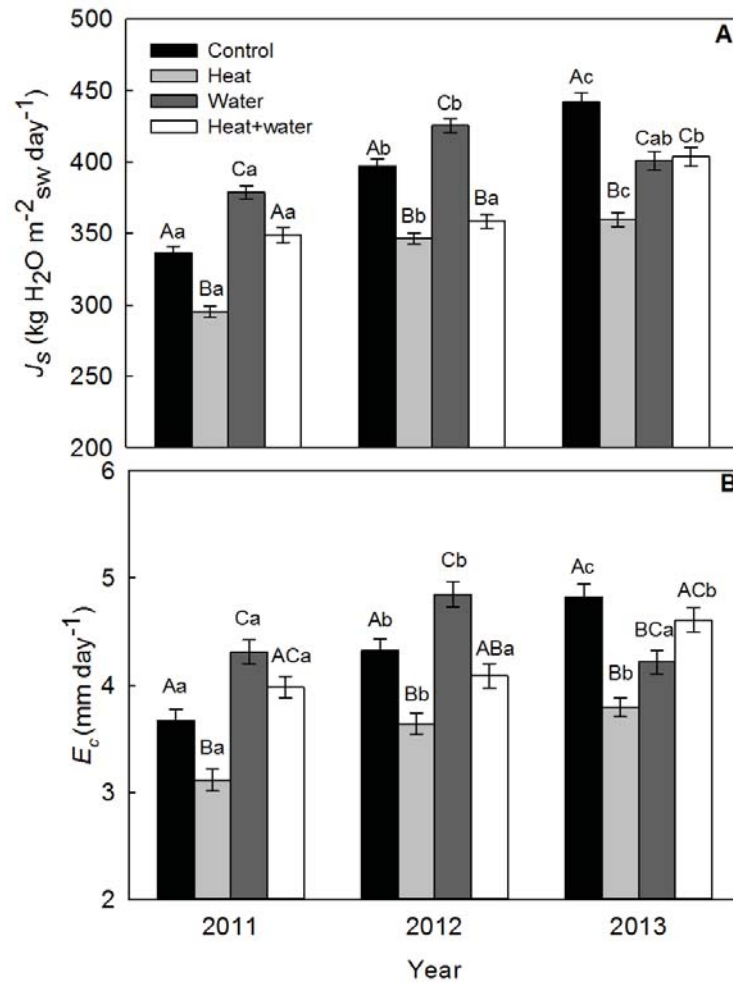 500
A
Control
Heat
Water
Heat+water
450
400
350
300
250
200
Js (kg H2O m-2 sw day-1)
Aa
Ba
Ca
Aa
Ab
Bb
Cb
Ba
Ac
Bc
Cab
Cb
6
B
5
4
3
2
Ec (mm day-1)
Aa
Ba
Ca
ACa
Ab
Bb
Cb
ABa
Ac
Bb
BCa
ACb
2011 2012 2013
Year